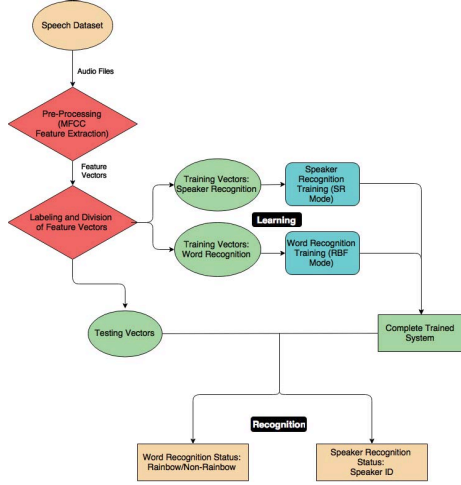 Speech Dataset
Audio Files
Pre-Processing
(MFCC
Feature Extraction)
Feature
Vectors
Labeling and Division
of Feature Vectors
Training Vectors:
Speaker Recognition
Speaker
Recognition
Training (SR
Mode)
Learning
Training Vectors:
Word Recognition
Word Recognition
Training (RBF
Mode)
Testing Vectors
Complete Trained
System
Recognition
Word Recognition Status:
Rainbow/Non-Rainbow
Speaker Recognition
Status:
Speaker ID